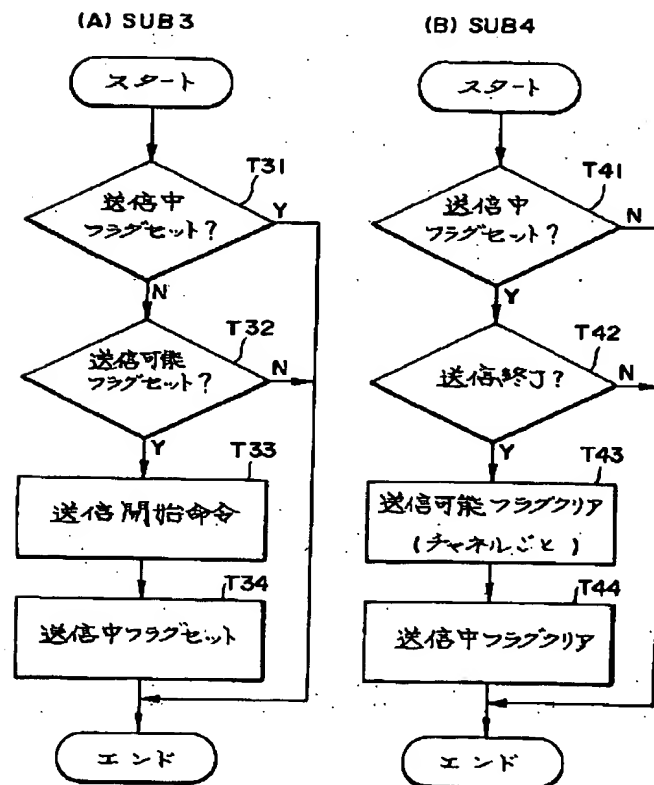 (A) SUB3
スタート
T31
送信中
フラグセット?
Y
N
T32
送信可能
フラグセット?
N
Y
T33
送信開始命令
T34
送信中フラグセット
エンド
(B) SUB4
スタート
T41
送信中
フラグセット?
N
Y
T42
送信終了?
N
Y
T43
送信可能フラグクリア
(チャネルごと)
T44
送信中フラグクリア
エンド